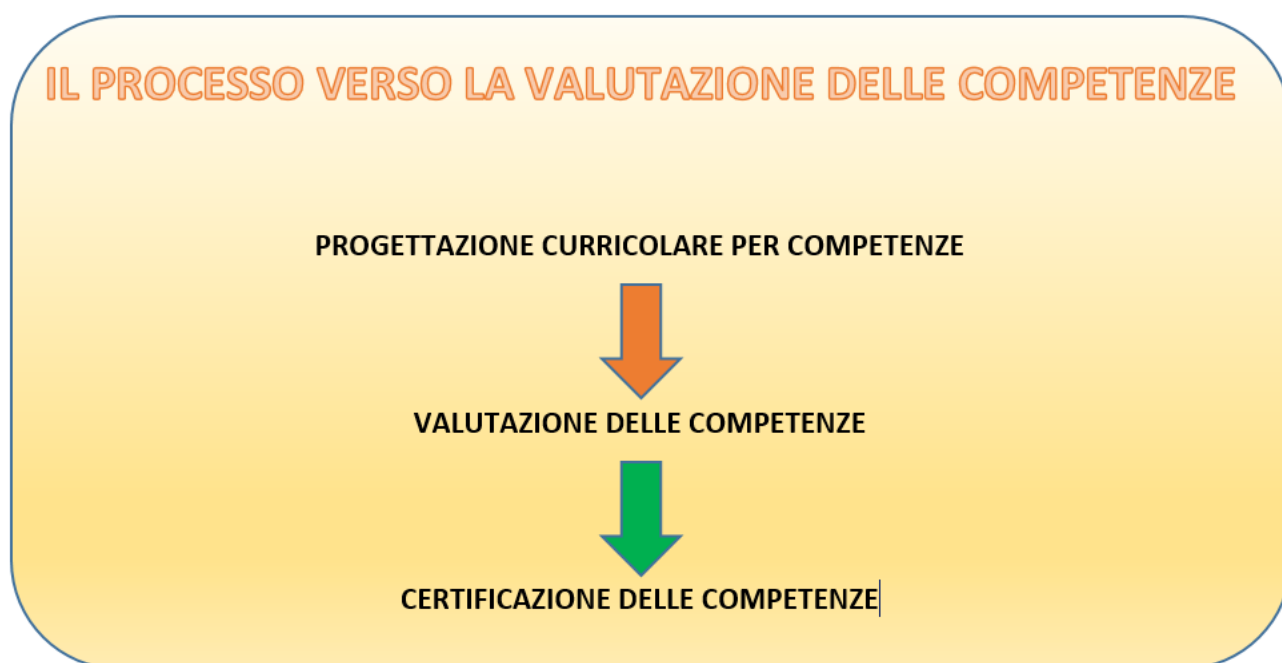 IL PROCESSO VERSO LA VALUTAZIONE DELLE COMPETENZE
PROGETTAZIONE CURRICOLARE PER COMPETENZE
VALUTAZIONE DELLE COMPETENZE
CERTIFICAZIONE DELLE COMPETENZE